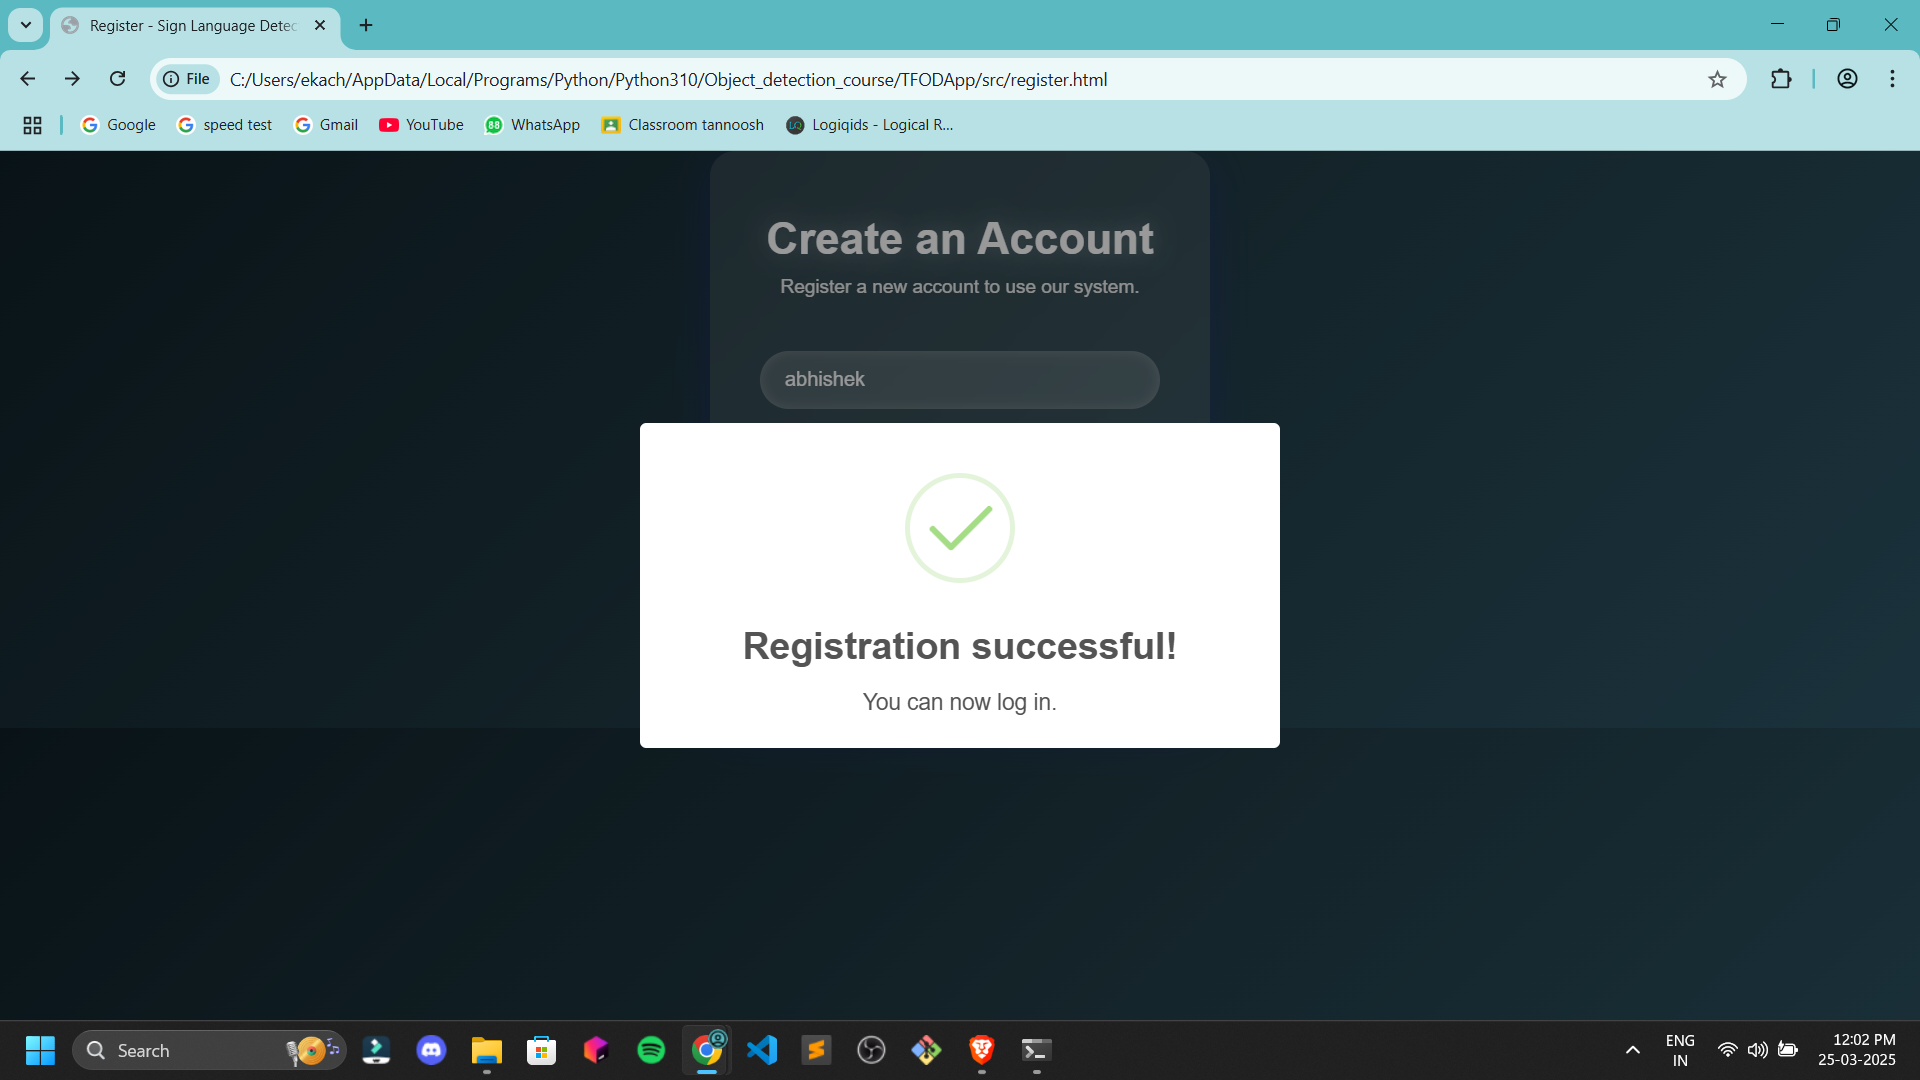 Register - Sign Language Detec
File
C:/Users/ekach/AppData/Local/Programs/Python/Python310/Object_detection_course/TFODApp/src/register.html
Google
speed test
Gmail
YouTube
88
WhatsApp
Classroom tannoosh
Logiqids - Logical R...
Create an Account
Register a new account to use our system.
abhishek
Registration successful!
You can now log in.
Search
ENG
IN
12:02 PM
25-03-2025